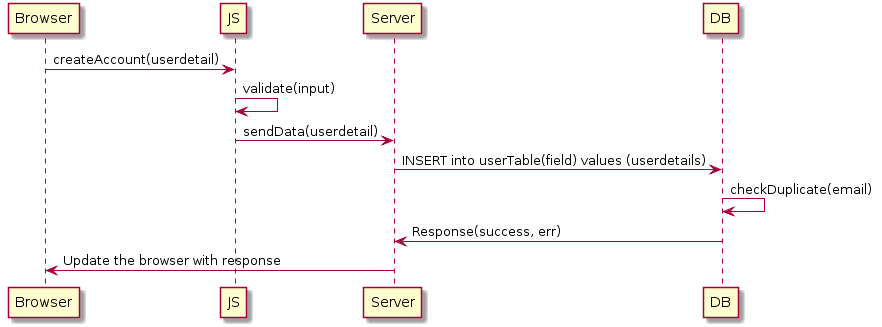 Browser JS Server DB
createAccount(userdetail)
validate(input)
sendData(userdetail)
INSERT into userTable(field) values (userdetails)
checkDuplicate(email)
Response(success, err)
Update the browser with response
Browser JS Server DB